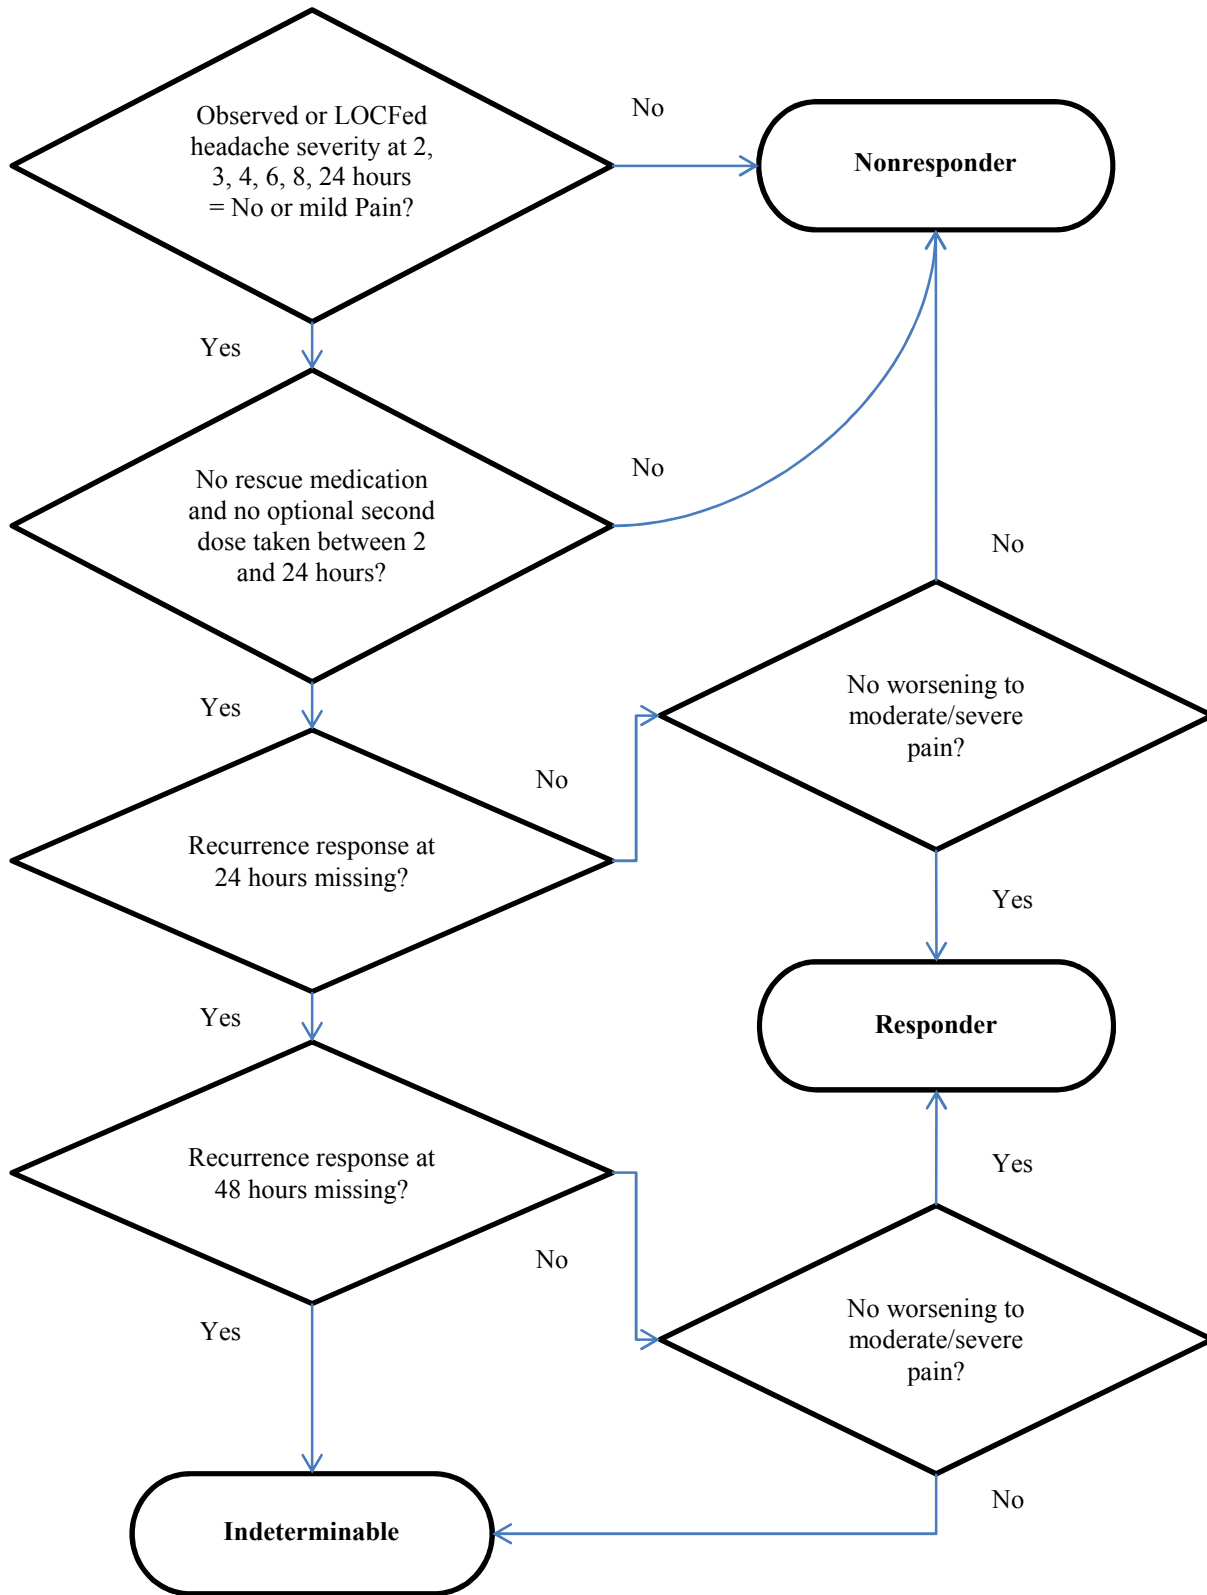 Observed or LOCFed
headache severity at 2,
3, 4, 6, 8, 24 hours
= No or mild Pain?
No
Nonresponder
Yes
No rescue medication
and no optional second
dose taken between 2
and 24 hours?
No
No
Yes
No worsening to
moderate/severe
pain?
No
Recurrence response at
24 hours missing?
Yes
Yes
Responder
Recurrence response at
48 hours missing?
Yes
No
No worsening to
moderate/severe
pain?
Yes
No
Indeterminable